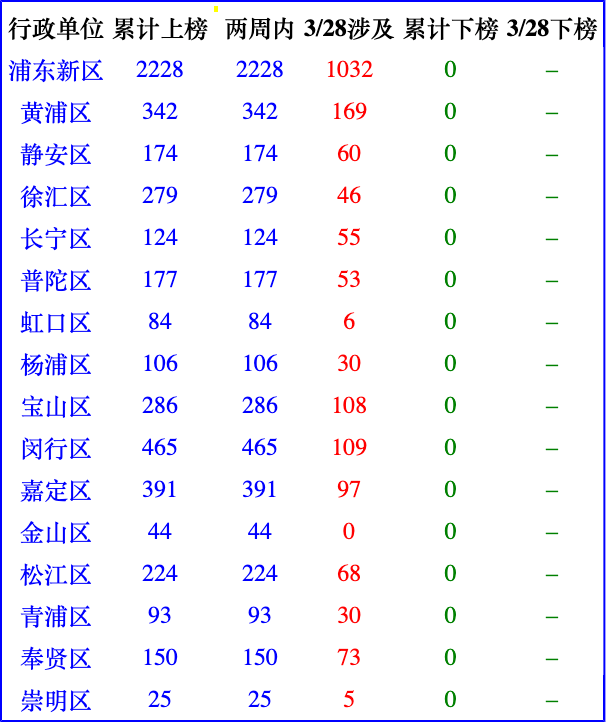 行政单位 累计上榜 两周内 3/28涉及 累计下榜 3/28下榜
浦东新区 2228 2228 1032 0 –
黄浦区 342 342 169 0 –
静安区 174 174 60 0 –
徐汇区 279 279 46 0 –
长宁区 124 124 55 0 –
普陀区 177 177 53 0 –
虹口区 84 84 6 0 –
杨浦区 106 106 30 0 –
宝山区 286 286 108 0 –
闵行区 465 465 109 0 –
嘉定区 391 391 97 0 –
金山区 44 44 0 0 –
松江区 224 224 68 0 –
青浦区 93 93 30 0 –
奉贤区 150 150 73 0 –
崇明区 25 25 5 0 –